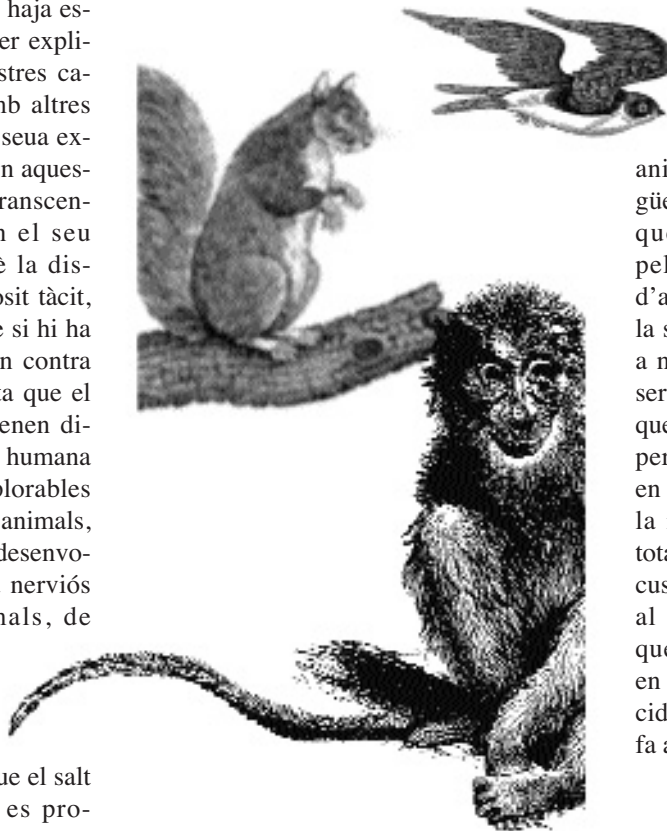 haja es-
er expli-
stres ca-
nb altres
seua ex-
n aques-
ranscen-
n el seu
è la dis-
osit tàcit,
e si hi ha
n contra
ta que el
enen di-
humana
olorables
animals,
desenvo-
nerviós
nals, de
ue el salt
es pro-
ani
güe
que
pel
d'a
la s
a n
ser
que
per
en
la
tota
cus
al
que
en
cid
fa a